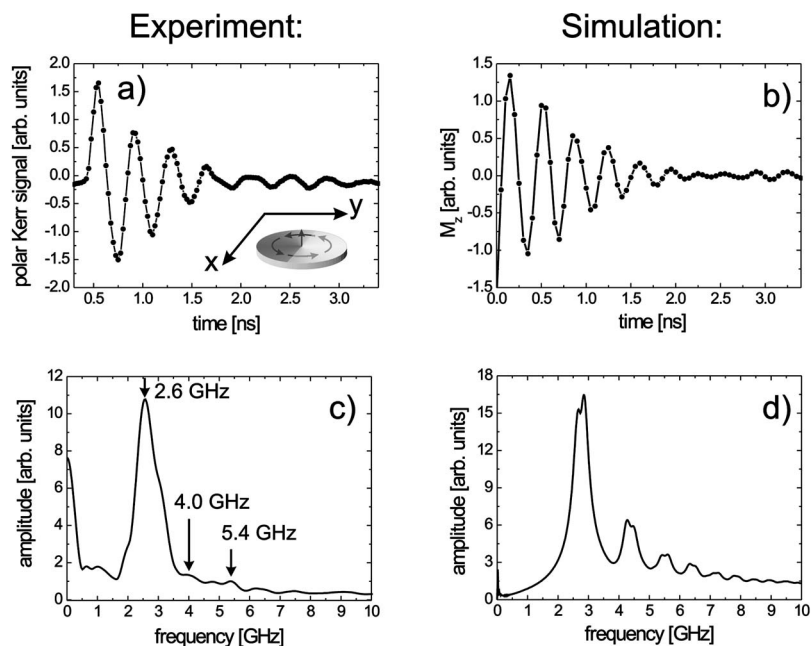 Experiment:
Simulation:
a)
polar Kerr signal [arb. units]
2.0
1.5
1.0
0.5
0.0
-0.5
-1.0
-1.5
-2.0
0.5 1.0 1.5 2.0 2.5 3.0
time [ns]
x
y
b)
M_z [arb. units]
1.5
1.0
0.5
0.0
-0.5
-1.0
-1.5
0.0 0.5 1.0 1.5 2.0 2.5 3.0
time [ns]
c)
amplitude [arb. units]
12
10
8
6
4
2
0
2.6 GHz
4.0 GHz
5.4 GHz
0 1 2 3 4 5 6 7 8 9 10
frequency [GHz]
d)
amplitude [arb. units]
18
15
12
9
6
3
0
0 1 2 3 4 5 6 7 8 9 10
frequency [GHz]